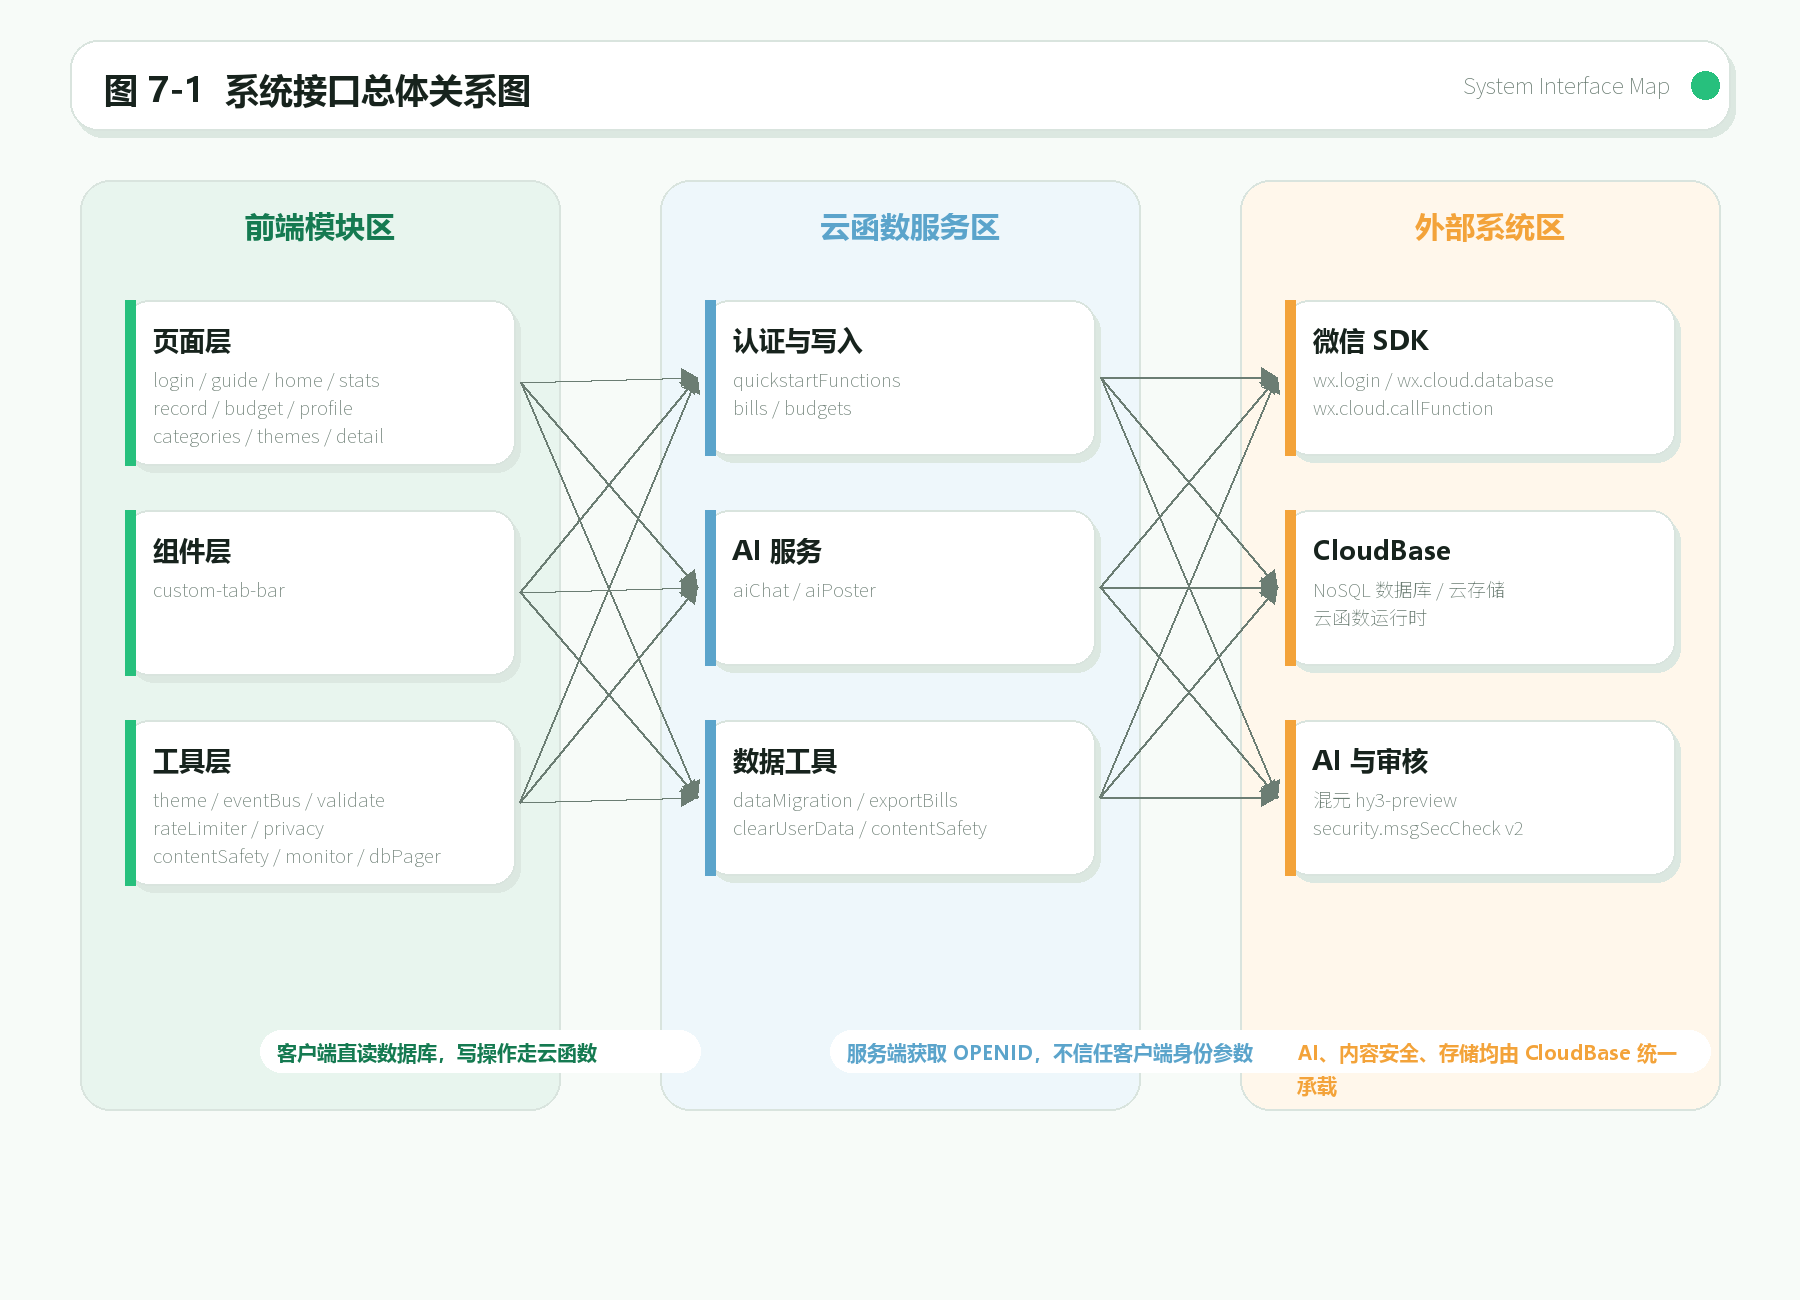 图 7-1 系统接口总体关系图
System Interface Map
前端模块区
页面层
login / guide / home / stats
record / budget / profile
categories / themes / detail
组件层
custom-tab-bar
工具层
theme / eventBus / validate
rateLimiter / privacy
contentSafety / monitor / dbPager
云函数服务区
认证与写入
quickstartFunctions
bills / budgets
AI 服务
aiChat / aiPoster
数据工具
dataMigration / exportBills
clearUserData / contentSafety
外部系统区
微信 SDK
wx.login / wx.cloud.database
wx.cloud.callFunction
CloudBase
NoSQL 数据库 / 云存储
云函数运行时
AI 与审核
混元 hy3-preview
security.msgSecCheck v2
客户端直读数据库，写操作走云函数
服务端获取 OPENID，不信任客户端身份参数
AI、内容安全、存储均由 CloudBase 统一
承载